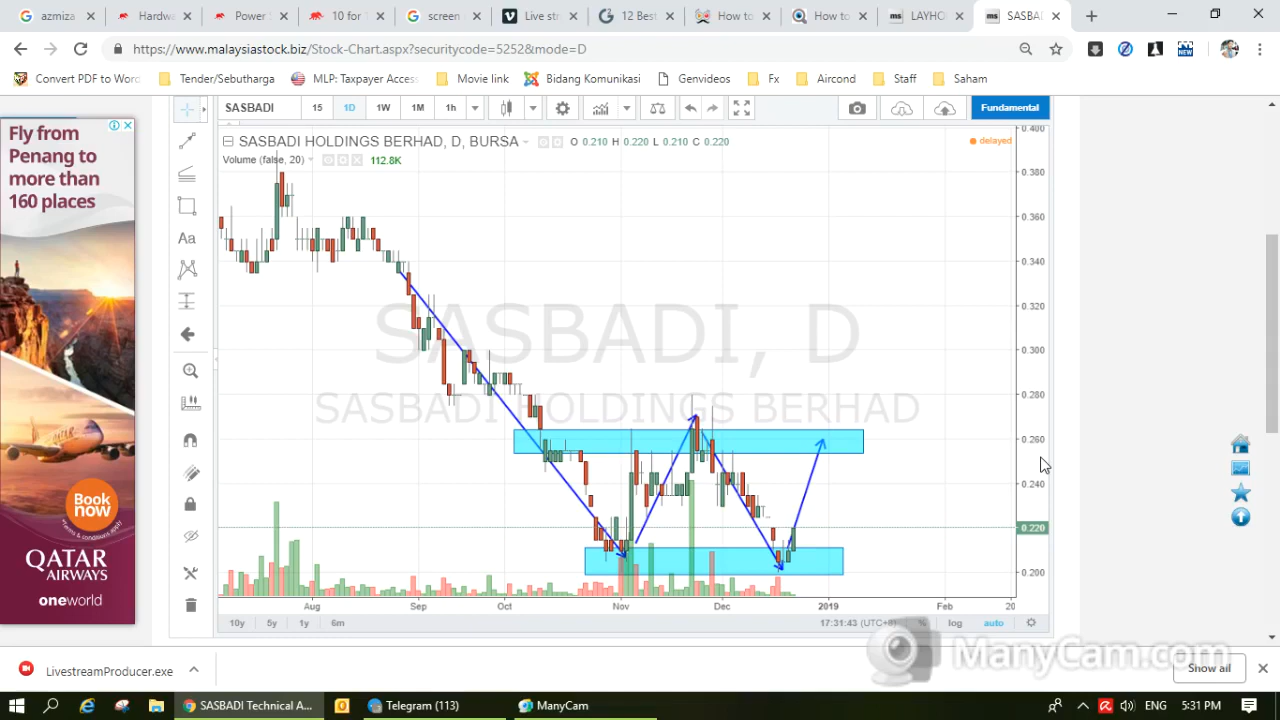 azmiza
Hardwa
Power S
10 for
screen
Live str
12 Best
How to
How to
LAYHO
SASBAD
https://www.malaysiastock.biz/Stock-Chart.aspx?securitycode=5252&mode=D
Convert PDF to Word
Tender/Sebutharga
MLP: Taxpayer Access
Movie link
Bidang Komunikasi
Genvideos
Fx
Aircond
Staff
Saham
SASBADI
15
1D
1W
1M
1h
Fundamental
SASBADI HOLDINGS BERHAD, D, BURSA
O 0.210 H 0.220 L 0.210 C 0.220
delayed
Volume (false, 20)
112.8K
Fly from
Penang to
more than
160 places
Book
now
QATAR
AIRWAYS
oneworld
Aa
SASBADI, D
SASBADI HOLDINGS BERHAD
0.400
0.380
0.360
0.340
0.320
0.300
0.280
0.260
0.240
0.220
0.200
Aug
Sep
Oct
Nov
Dec
2019
Feb
20
10y
5y
1y
6m
17:31:43 (UTC+8)
%
log
auto
ManyCam.com
LivestreamProducer.exe
Show all
SASBADI Technical A...
Telegram (113)
ManyCam
ENG
5:31 PM